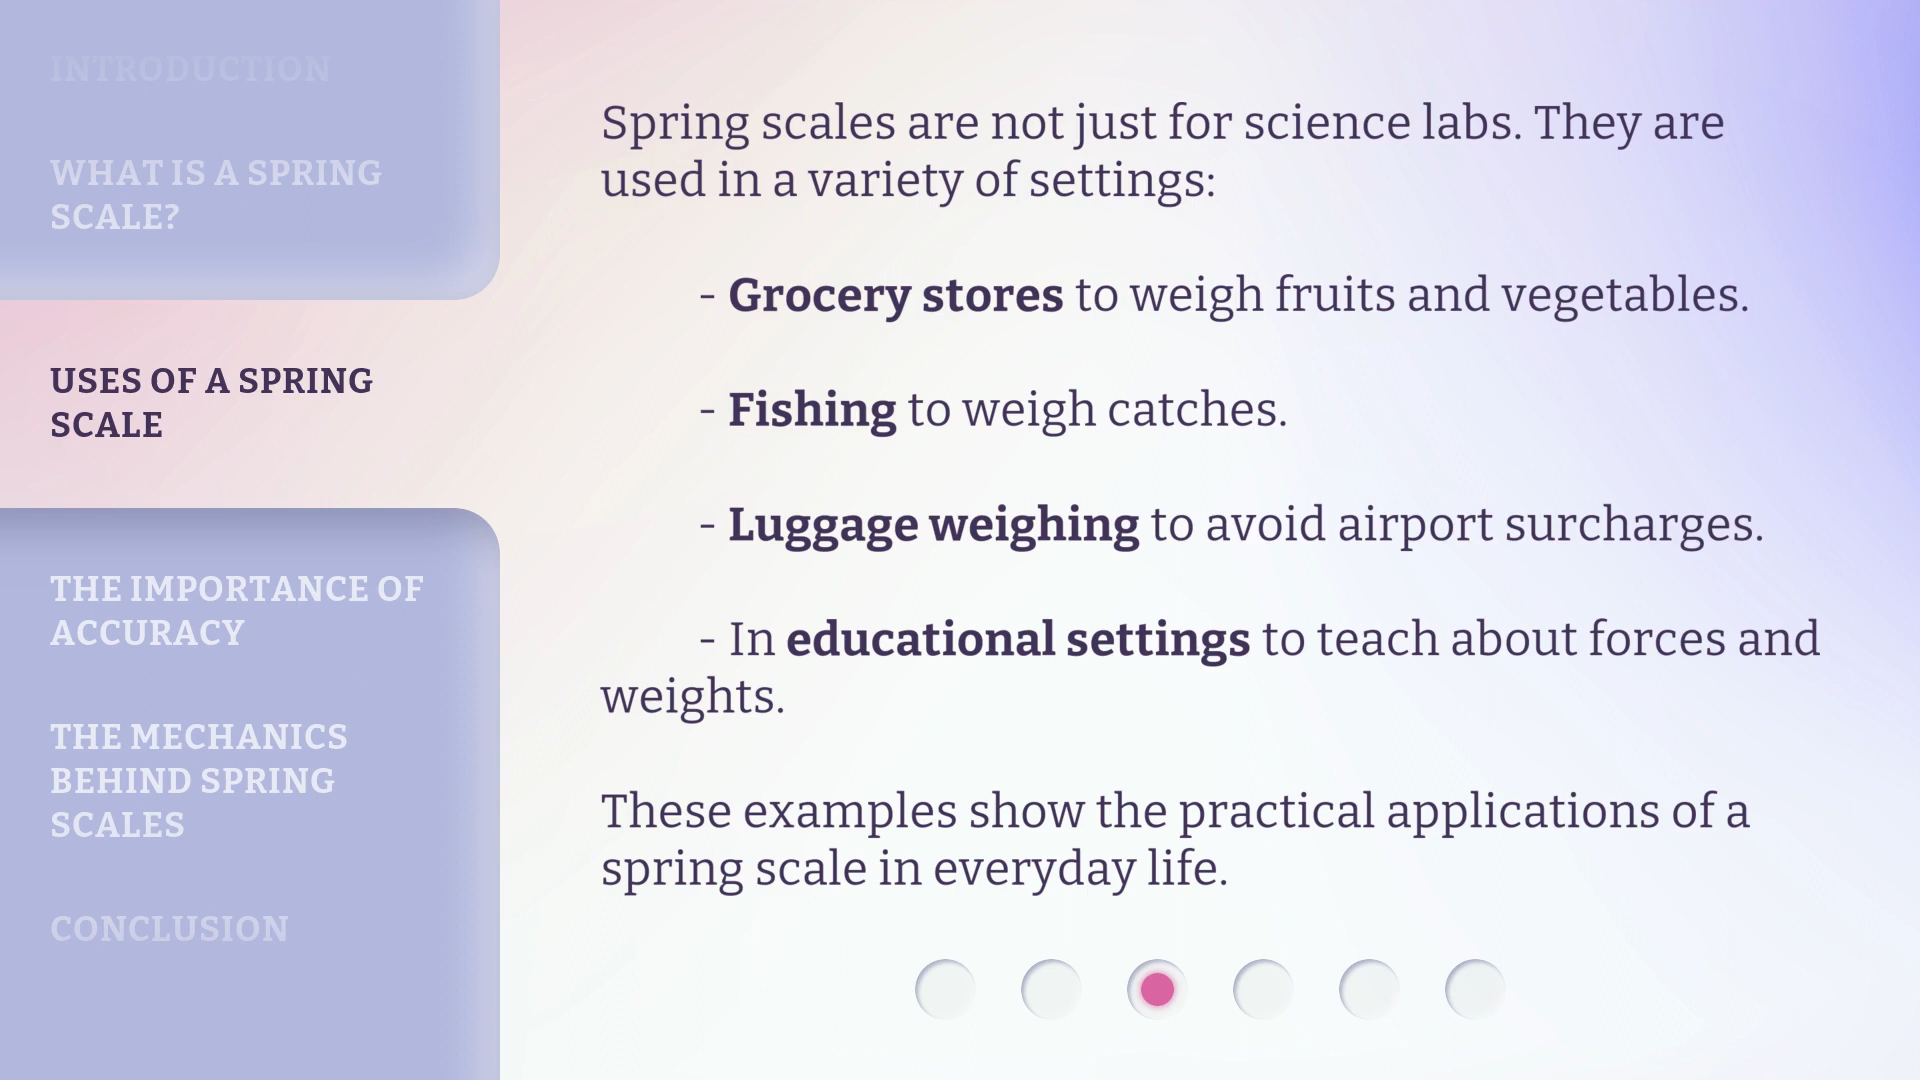 INTRODUCTION
WHAT IS A SPRING
SCALE?
USES OF A SPRING
SCALE
THE IMPORTANCE OF
ACCURACY
THE MECHANICS
BEHIND SPRING
SCALES
CONCLUSION
Spring scales are not just for science labs. They are
used in a variety of settings:
- Grocery stores to weigh fruits and vegetables.
- Fishing to weigh catches.
- Luggage weighing to avoid airport surcharges.
- In educational settings to teach about forces and
weights.
These examples show the practical applications of a
spring scale in everyday life.